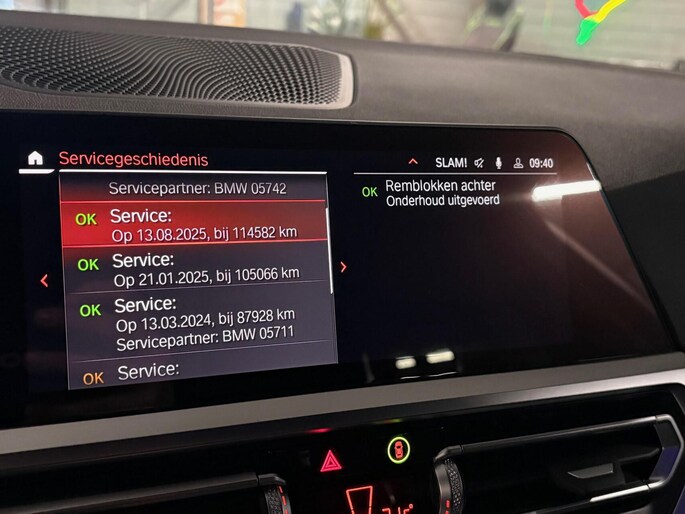 Servicegeschiedenis
SLAM!
09:40
Servicepartner: BMW 05742
OK Service:
Op 13.08.2025, bij 114582 km
OK Service:
Op 21.01.2025, bij 105066 km
OK Service:
Op 13.03.2024, bij 87928 km
Servicepartner: BMW 05711
OK Service:
OK Remblokken achter
Onderhoud uitgevoerd